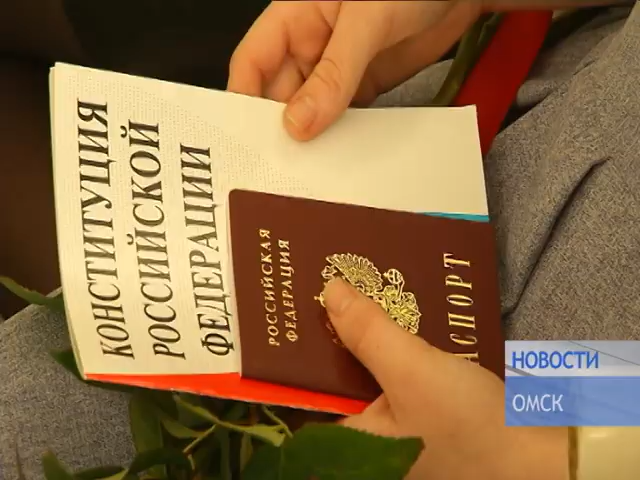 КОНСТИТУЦИЯ
РОССИЙСКОЙ
ФЕДЕРАЦИИ
РОССИЙСКАЯ
ФЕДЕРАЦИЯ
АСПОРТ
НОВОСТИ
ОМСК